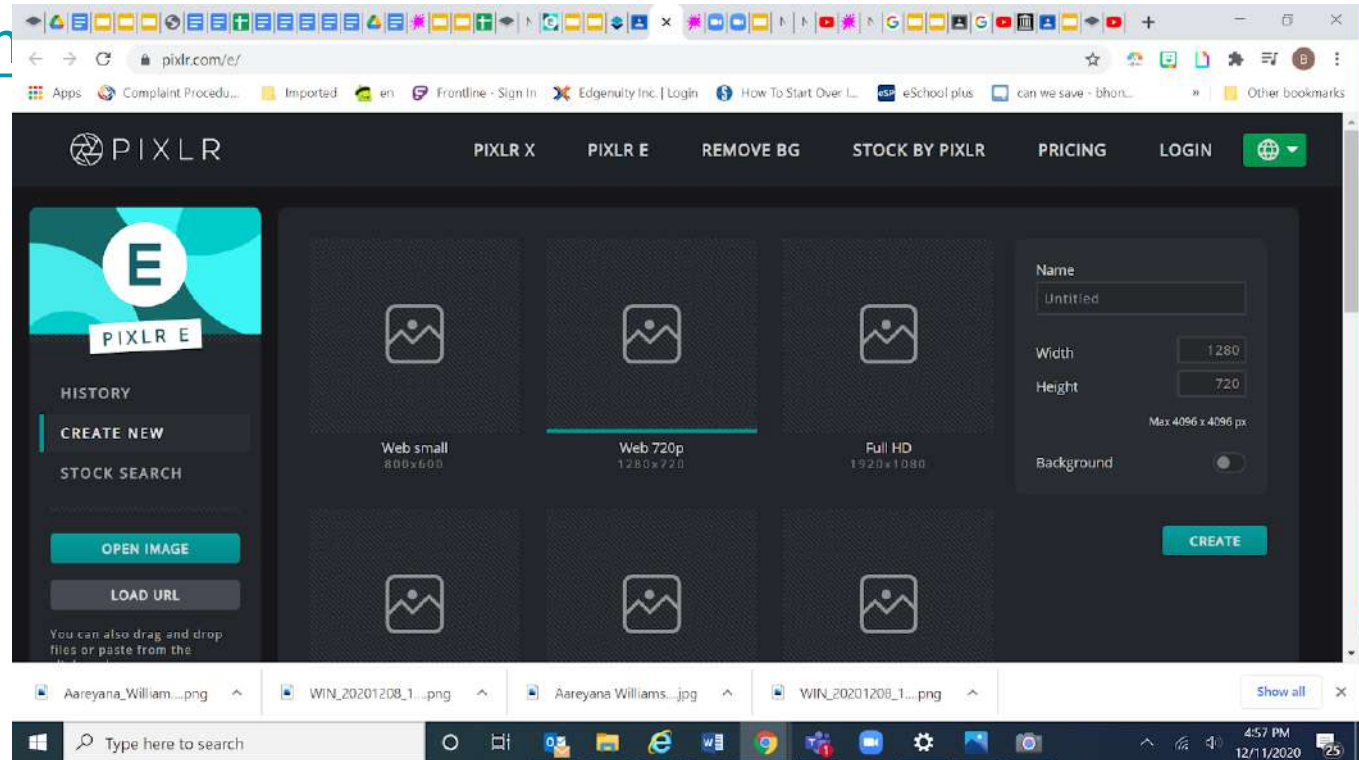 pixlr.com/e/
B
Apps Complaint Procedu... Imported en Frontline - Sign In Edgenuity Inc. | Login How To Start Over I... eSchool plus can we save - bhon... » Other bookmarks
PIXLR PIXLR X PIXLR E REMOVE BG STOCK BY PIXLR PRICING LOGIN
E
PIXLR E
HISTORY
CREATE NEW
STOCK SEARCH
OPEN IMAGE
LOAD URL
You can also drag and drop
files or paste from the
Web small
800x600
Web 720p
1280x720
Full HD
1920x1080
Name
Untitled
Width 1280
Height 720
Max 4096 x 4096 px
Background
CREATE
Aareyana_William....png WIN_20201208_1....png Aareyana Williams....jpg WIN_20201208_1....png Show all
Type here to search
4:57 PM
12/11/2020
25